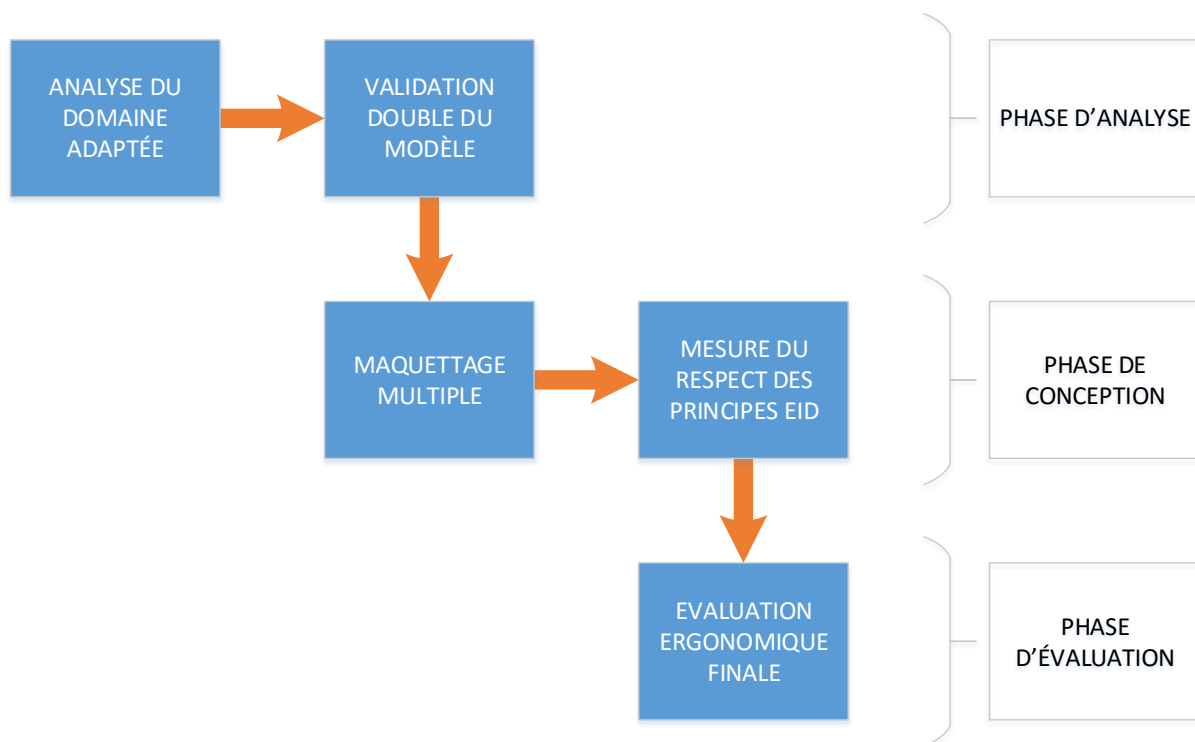 ANALYSE DU
DOMAINE
ADAPTÉE
VALIDATION
DOUBLE DU
MODÈLE
PHASE D’ANALYSE
MAQUETTAGE
MULTIPLE
MESURE DU
RESPECT DES
PRINCIPES EID
PHASE DE
CONCEPTION
EVALUATION
ERGONOMIQUE
FINALE
PHASE
D’ÉVALUATION